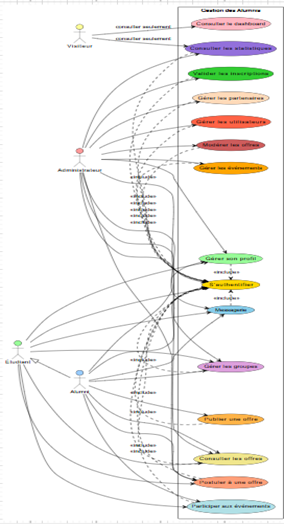 Gestion des Alumnis
consulter seulement
Consulter le dashboard
Visiteur
consulter seulement
Consulter les statistiques
Valider les inscriptions
Gérer les partenaires
Gérer les utilisateurs
Modérer les offres
Administrateur
Gérer les événements
«include»
«include»
«include»
«include»
«include»
Gérer son profil
«include»
S'authentifier
«include»
Messagerie
Etudiant
«include»
Gérer les groupes
Alumni
«include»
«include»
Publier une offre
«include»
«include»
Consulter les offres
Postuler à une offre
Participer aux événements